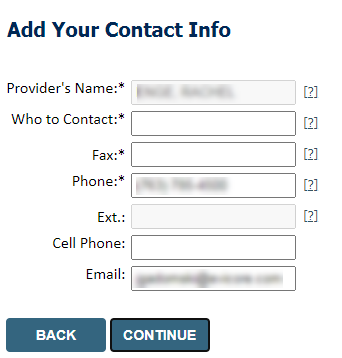 Add Your Contact Info
Provider's Name:* [?]
Who to Contact:* [?]
Fax:* [?]
Phone:* [?]
Ext.: [?]
Cell Phone:
Email:
BACK CONTINUE